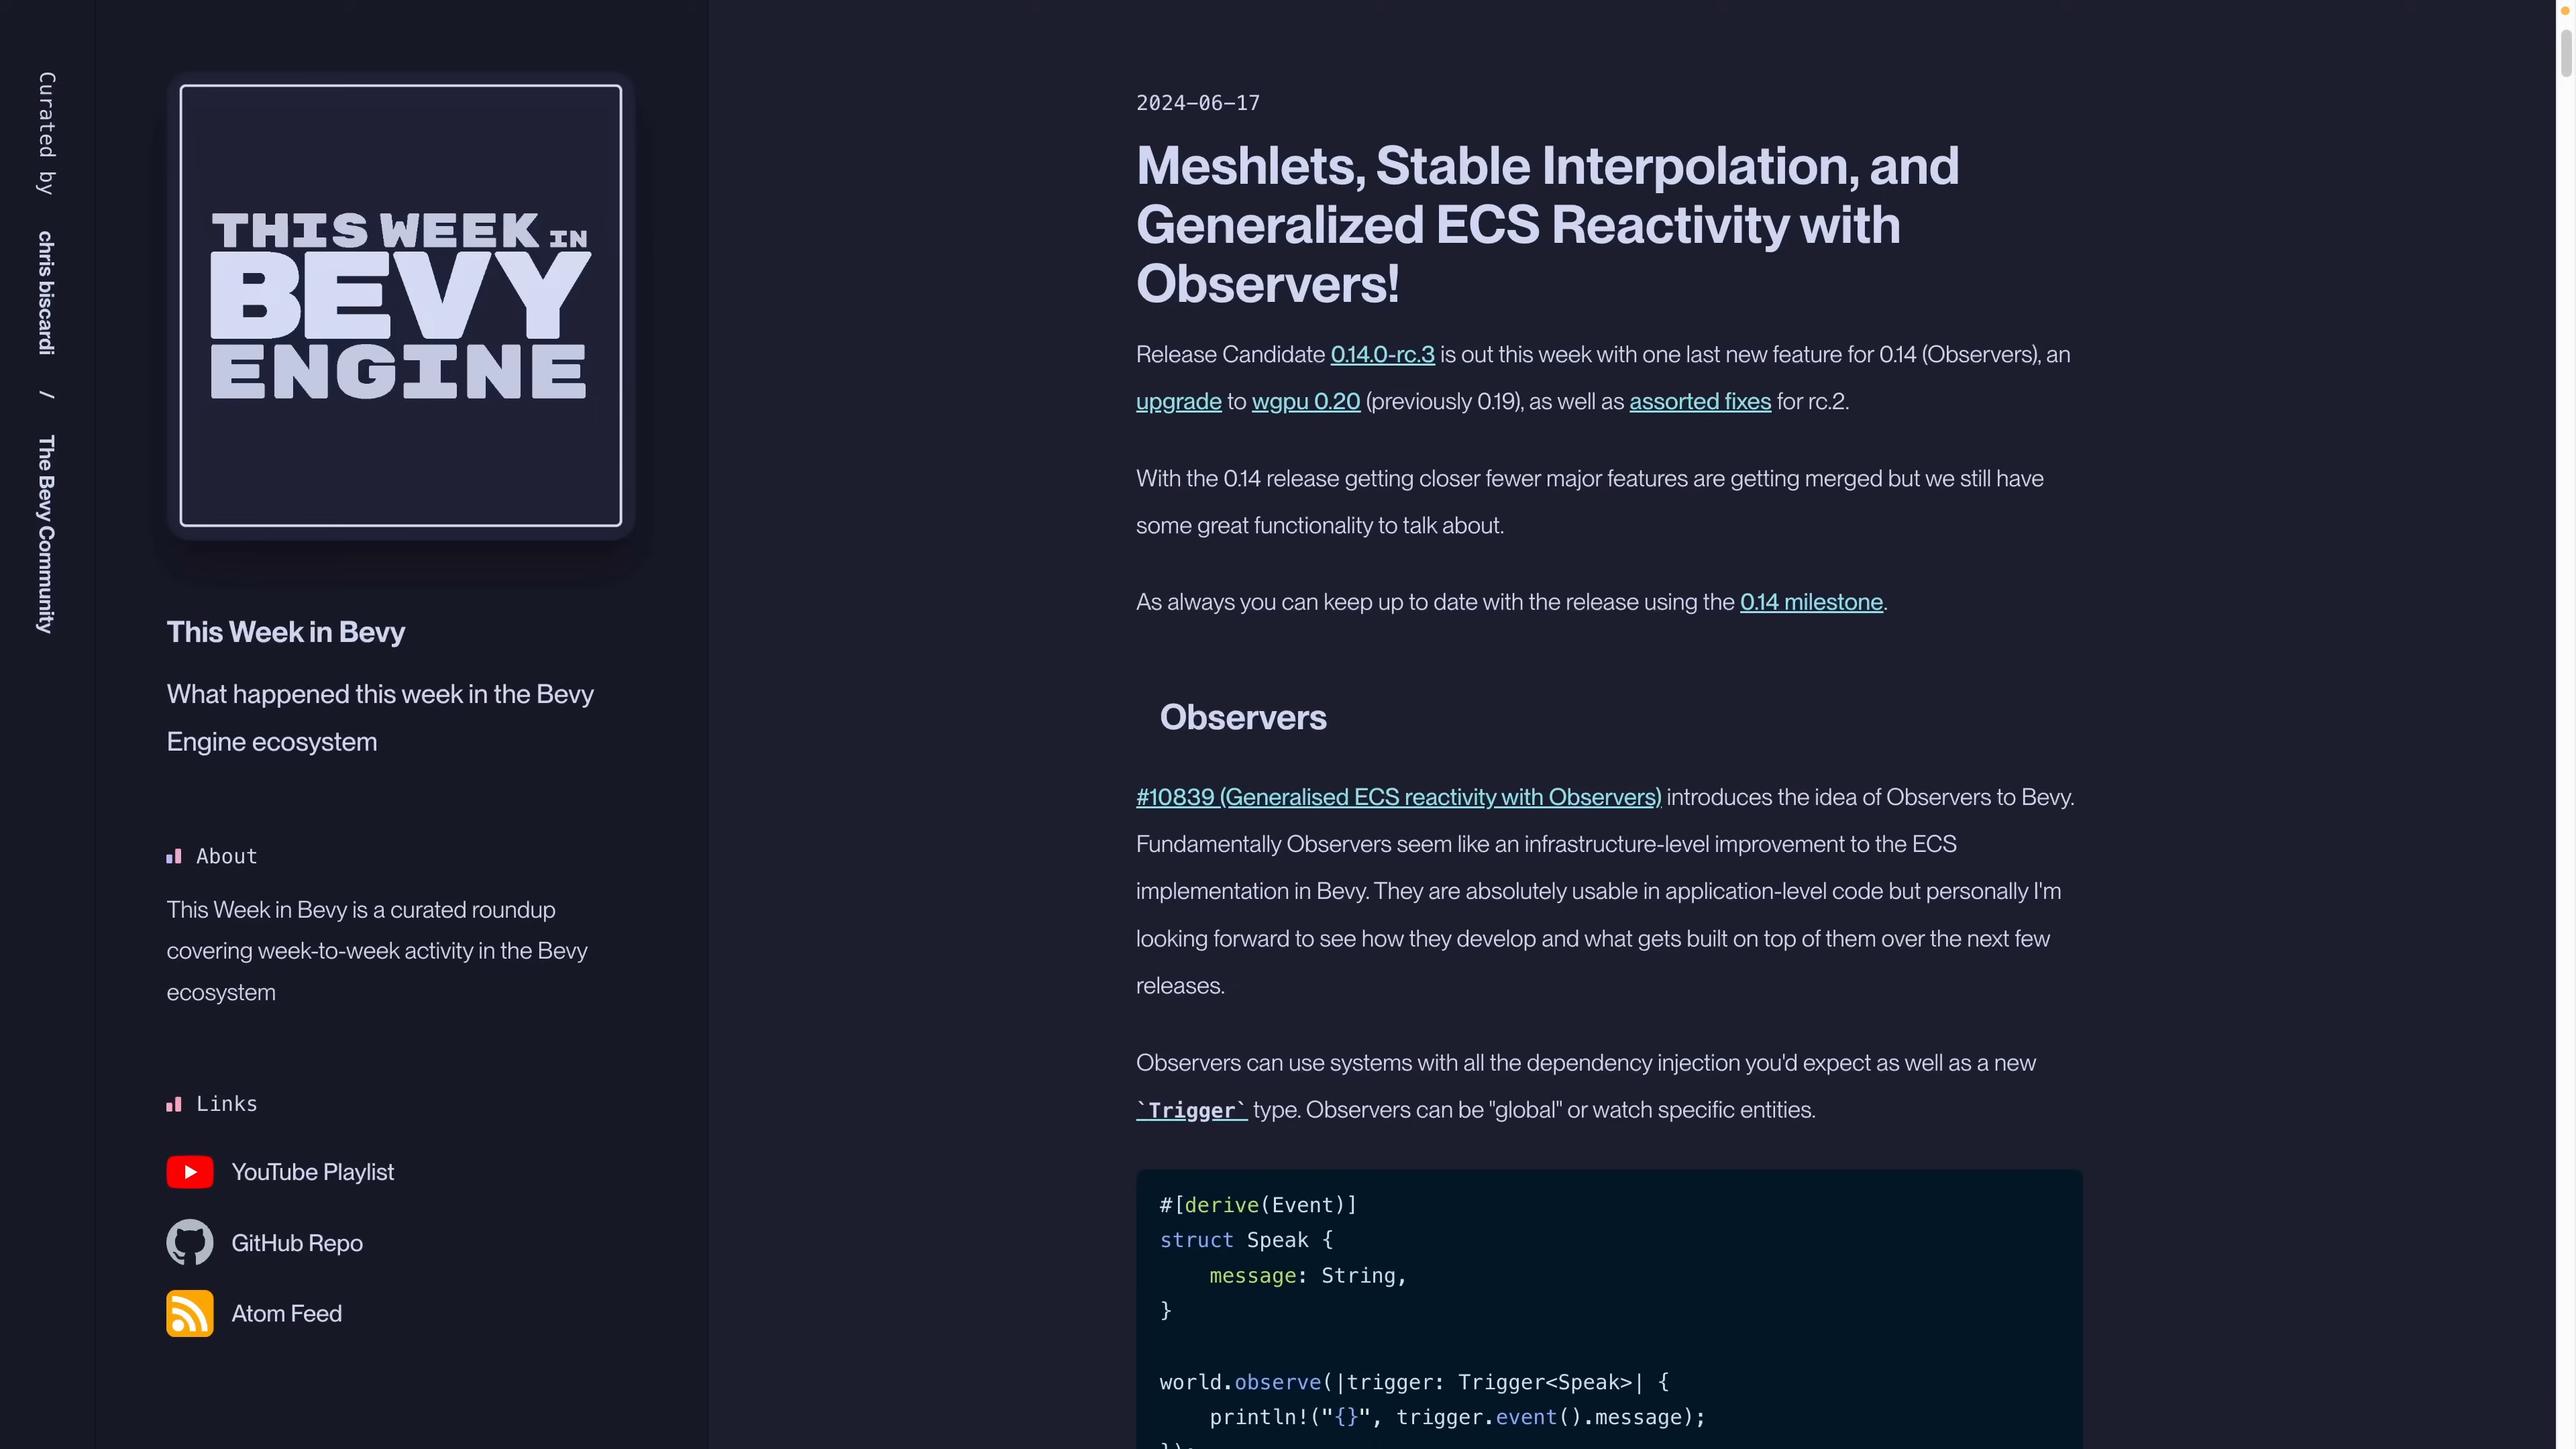 Curated by chris biscardi / The Bevy Community
THIS WEEK IN
BEVY
ENGINE
This Week in Bevy
What happened this week in the Bevy
Engine ecosystem
About
This Week in Bevy is a curated roundup
covering week-to-week activity in the Bevy
ecosystem
Links
YouTube Playlist
GitHub Repo
Atom Feed
2024-06-17
Meshlets, Stable Interpolation, and
Generalized ECS Reactivity with
Observers!
Release Candidate 0.14.0-rc.3 is out this week with one last new feature for 0.14 (Observers), an
upgrade to wgpu 0.20 (previously 0.19), as well as assorted fixes for rc.2.
With the 0.14 release getting closer fewer major features are getting merged but we still have
some great functionality to talk about.
As always you can keep up to date with the release using the 0.14 milestone.
Observers
#10839 (Generalised ECS reactivity with Observers) introduces the idea of Observers to Bevy.
Fundamentally Observers seem like an infrastructure-level improvement to the ECS
implementation in Bevy. They are absolutely usable in application-level code but personally I'm
looking forward to see how they develop and what gets built on top of them over the next few
releases.
Observers can use systems with all the dependency injection you'd expect as well as a new
`Trigger` type. Observers can be "global" or watch specific entities.
#[derive(Event)]
struct Speak {
    message: String,
}
world.observe(|trigger: Trigger<Speak>| {
    println!("{}", trigger.event().message);
});